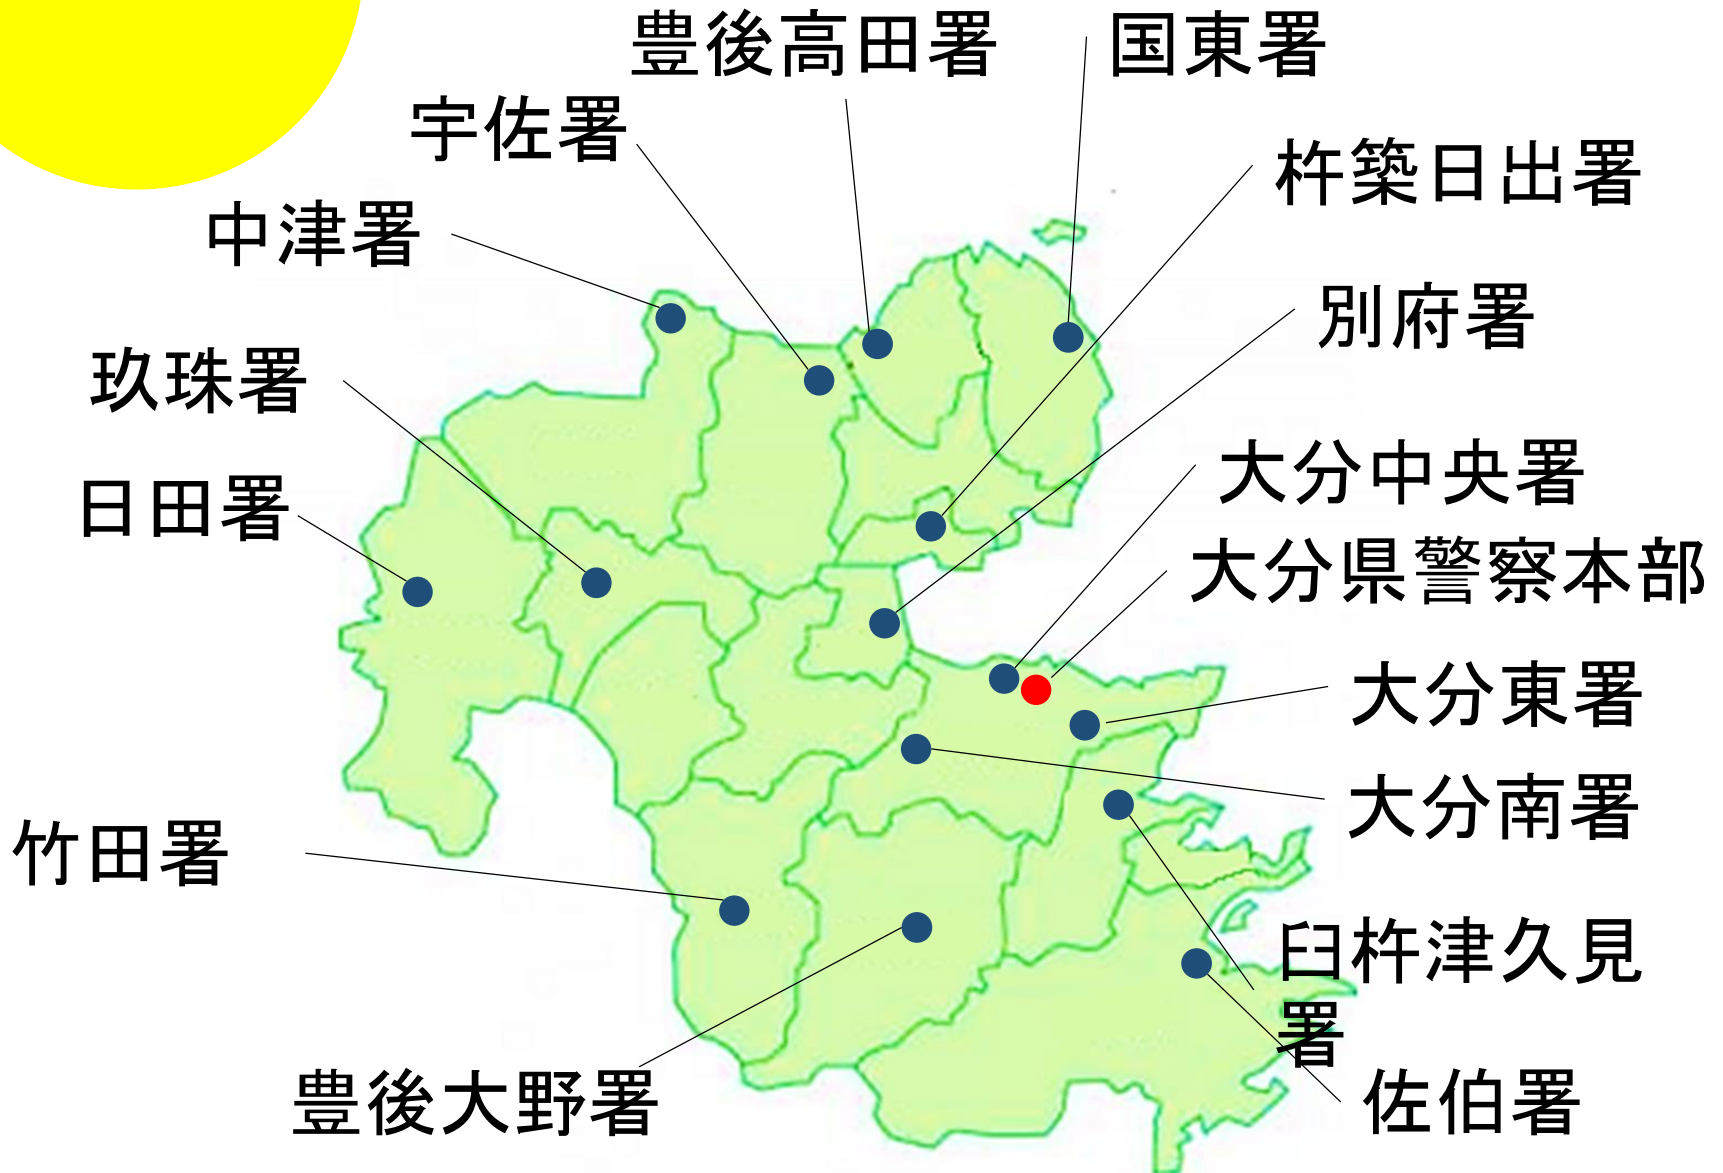 豊後高田署
国東署
宇佐署
杵築日出署
中津署
別府署
玖珠署
大分中央署
日田署
大分県警察本部
大分東署
大分南署
竹田署
臼杵津久見
署
豊後大野署
佐伯署